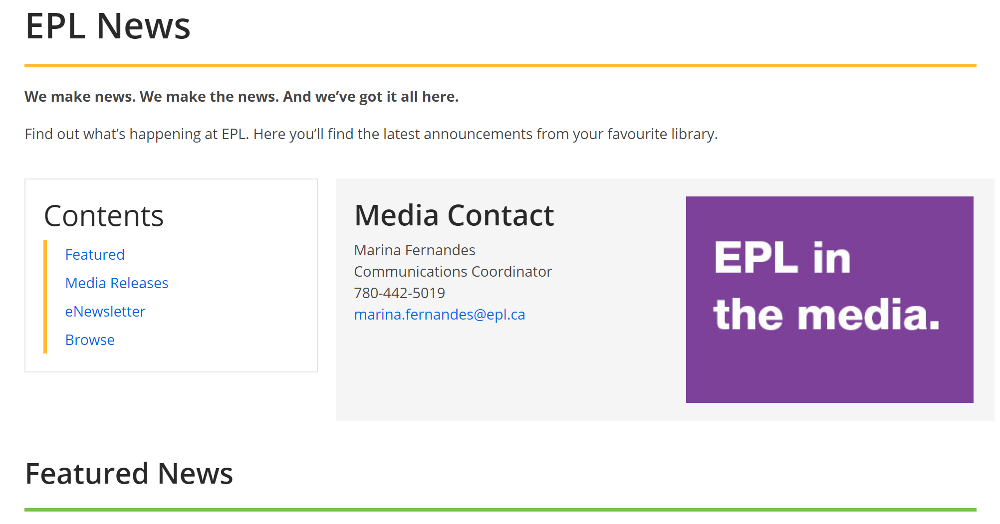 EPL News
We make news. We make the news. And we’ve got it all here.
Find out what’s happening at EPL. Here you’ll find the latest announcements from your favourite library.
Contents
Featured
Media Releases
eNewsletter
Browse
Media Contact
Marina Fernandes
Communications Coordinator
780-442-5019
marina.fernandes@epl.ca
EPL in
the media.
Featured News